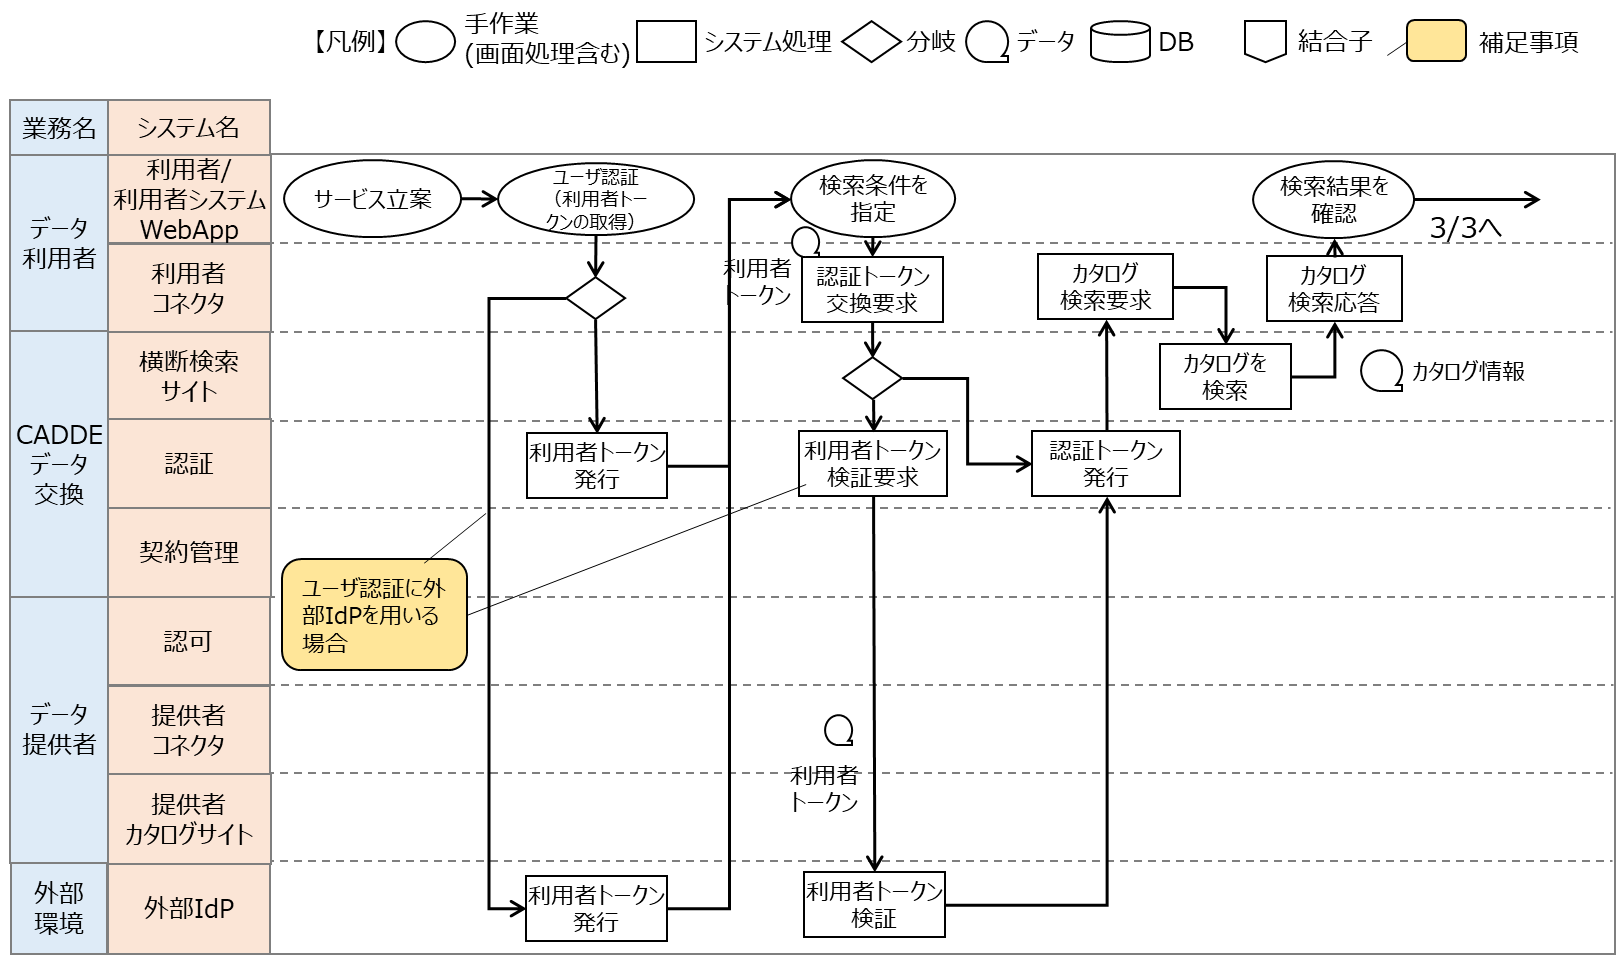 【凡例】
手作業
(画面処理含む)
システム処理
分岐
データ
DB
結合子
補足事項
業務名
システム名
データ
利用者
利用者/
利用者システム
WebApp
サービス立案
ユーザ認証
（利用者トー
クンの取得）
検索条件を
指定
検索結果を
確認
3/3へ
利用者
コネクタ
利用者
トークン
認証トークン
交換要求
カタログ
検索要求
カタログ
検索応答
CADDE
データ
交換
横断検索
サイト
カタログを
検索
カタログ情報
認証
利用者トークン
発行
利用者トークン
検証要求
認証トークン
発行
契約管理
ユーザ認証に外
部IdPを用いる
場合
データ
提供者
認可
提供者
コネクタ
利用者
トークン
提供者
カタログサイト
外部
環境
外部IdP
利用者トークン
発行
利用者トークン
検証